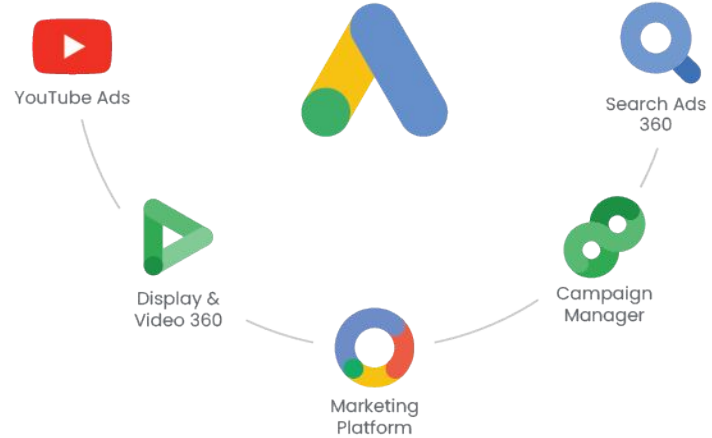 YouTube Ads
Search Ads
360
Display &
Video 360
Campaign
Manager
Marketing
Platform